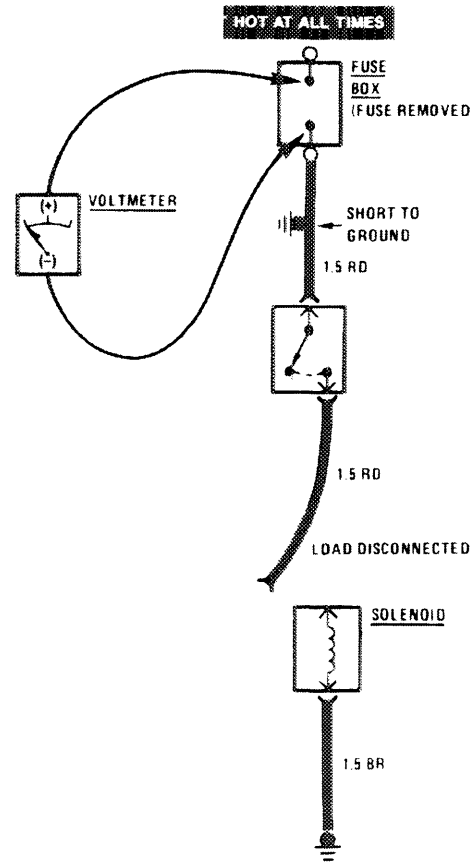 HOT AT ALL TIMES
FUSE
BOX
(FUSE REMOVED
VOLTMETER
(+)
(-)
SHORT TO
GROUND
1.5 RD
1.5 RD
LOAD DISCONNECTED
SOLENOID
1.5 BR